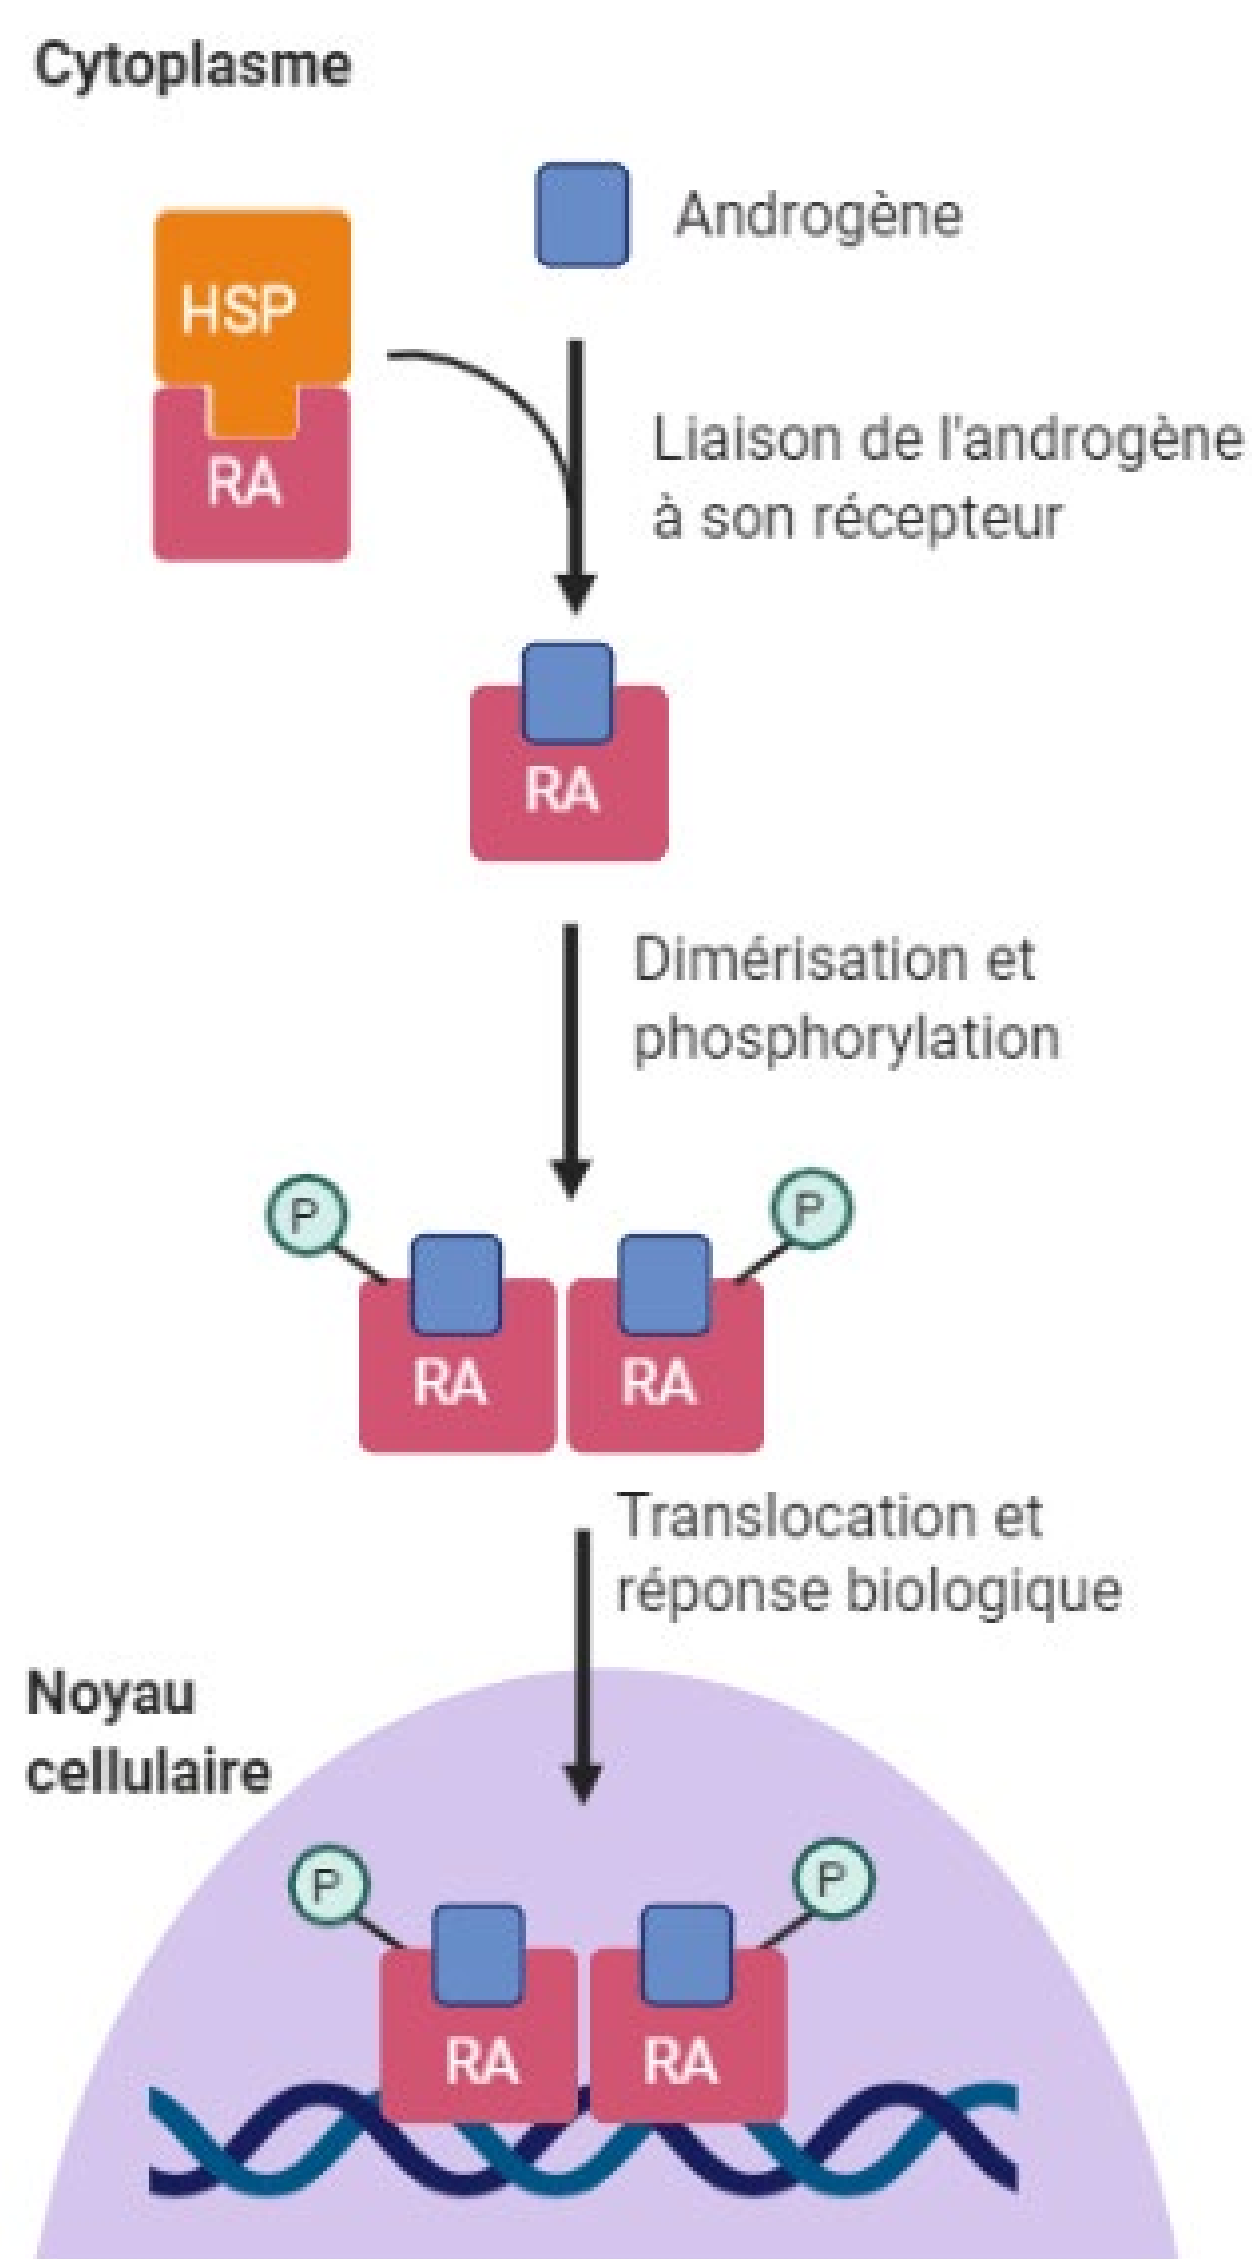 Cytoplasme
Androgène
HSP
RA
Liaison de l'androgène
à son récepteur
RA
Dimérisation et
phosphorylation
P
P
RA
RA
Translocation et
réponse biologique
Noyau
cellulaire
P
P
RA
RA